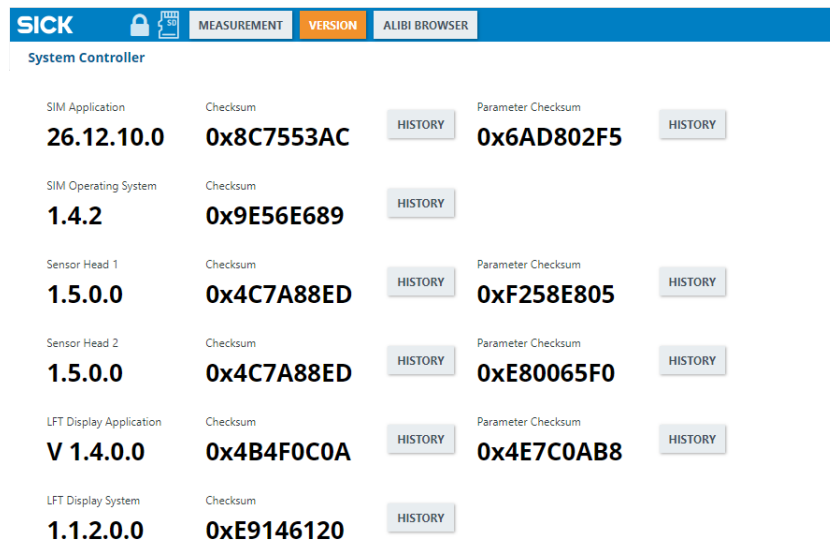 SICK SD MEASUREMENT VERSION ALIBI BROWSER
System Controller
SIM Application Checksum Parameter Checksum
26.12.10.0 0x8C7553AC HISTORY 0x6AD802F5 HISTORY
SIM Operating System Checksum
1.4.2 0x9E56E689 HISTORY
Sensor Head 1 Checksum Parameter Checksum
1.5.0.0 0x4C7A88ED HISTORY 0xF258E805 HISTORY
Sensor Head 2 Checksum Parameter Checksum
1.5.0.0 0x4C7A88ED HISTORY 0xE80065F0 HISTORY
LFT Display Application Checksum Parameter Checksum
V 1.4.0.0 0x4B4F0C0A HISTORY 0x4E7C0AB8 HISTORY
LFT Display System Checksum
1.1.2.0.0 0xE9146120 HISTORY